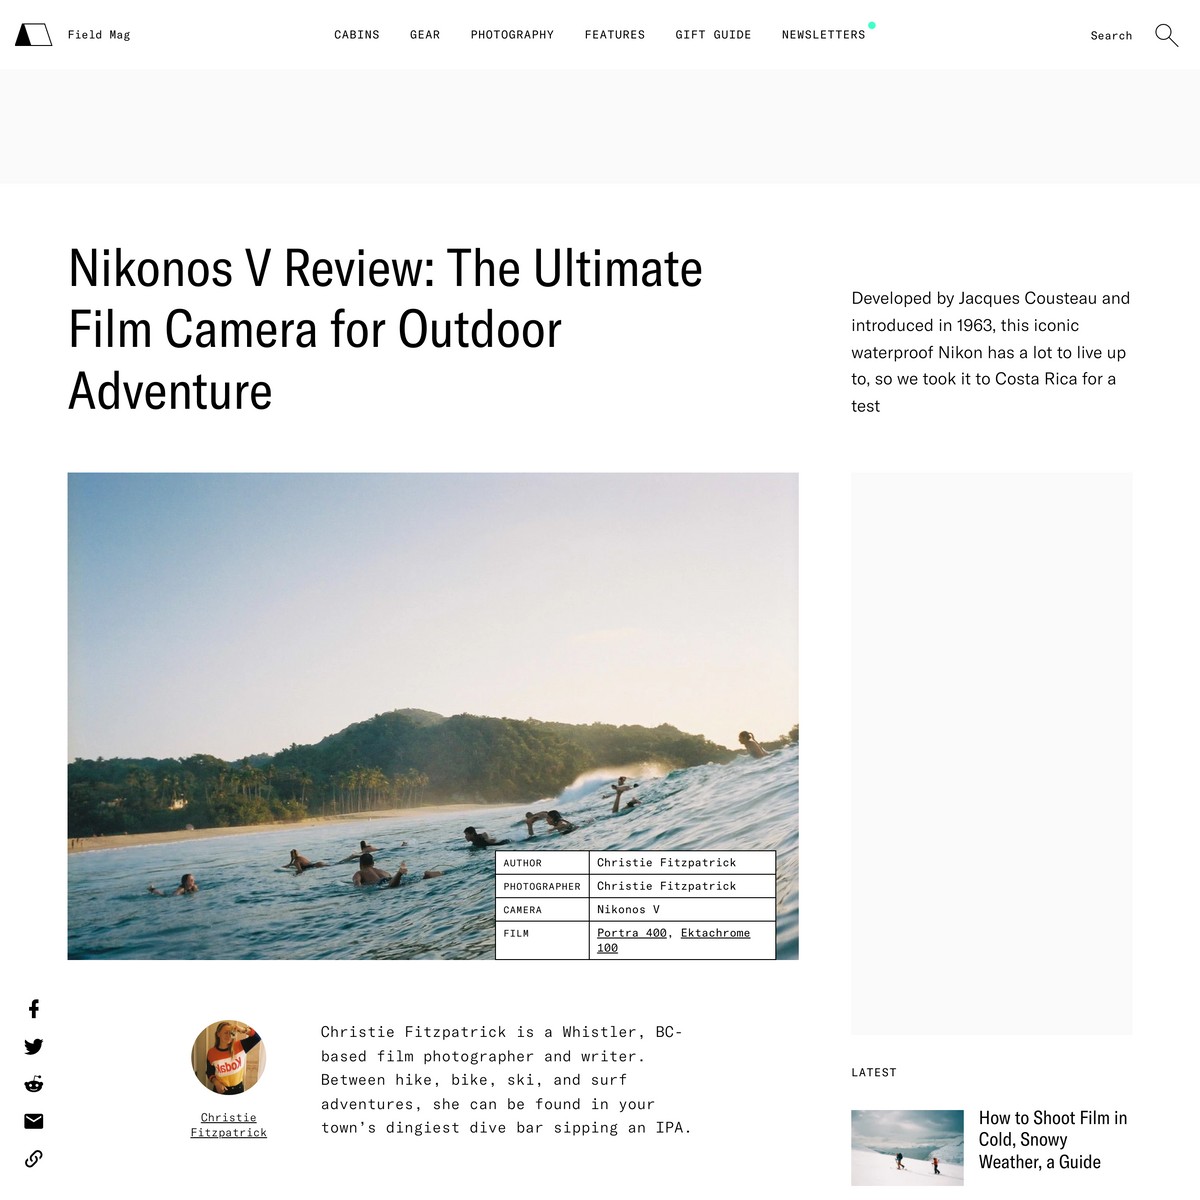 Field Mag
CABINS
GEAR
PHOTOGRAPHY
FEATURES
GIFT GUIDE
NEWSLETTERS
Search
Nikonos V Review: The Ultimate
Film Camera for Outdoor
Adventure
Developed by Jacques Cousteau and
introduced in 1963, this iconic
waterproof Nikon has a lot to live up
to, so we took it to Costa Rica for a
test
AUTHOR Christie Fitzpatrick
PHOTOGRAPHER Christie Fitzpatrick
CAMERA Nikonos V
FILM Portra 400, Ektachrome
100
Kodak
Christie
Fitzpatrick
Christie Fitzpatrick is a Whistler, BC-
based film photographer and writer.
Between hike, bike, ski, and surf
adventures, she can be found in your
town's dingiest dive bar sipping an IPA.
LATEST
How to Shoot Film in
Cold, Snowy
Weather, a Guide